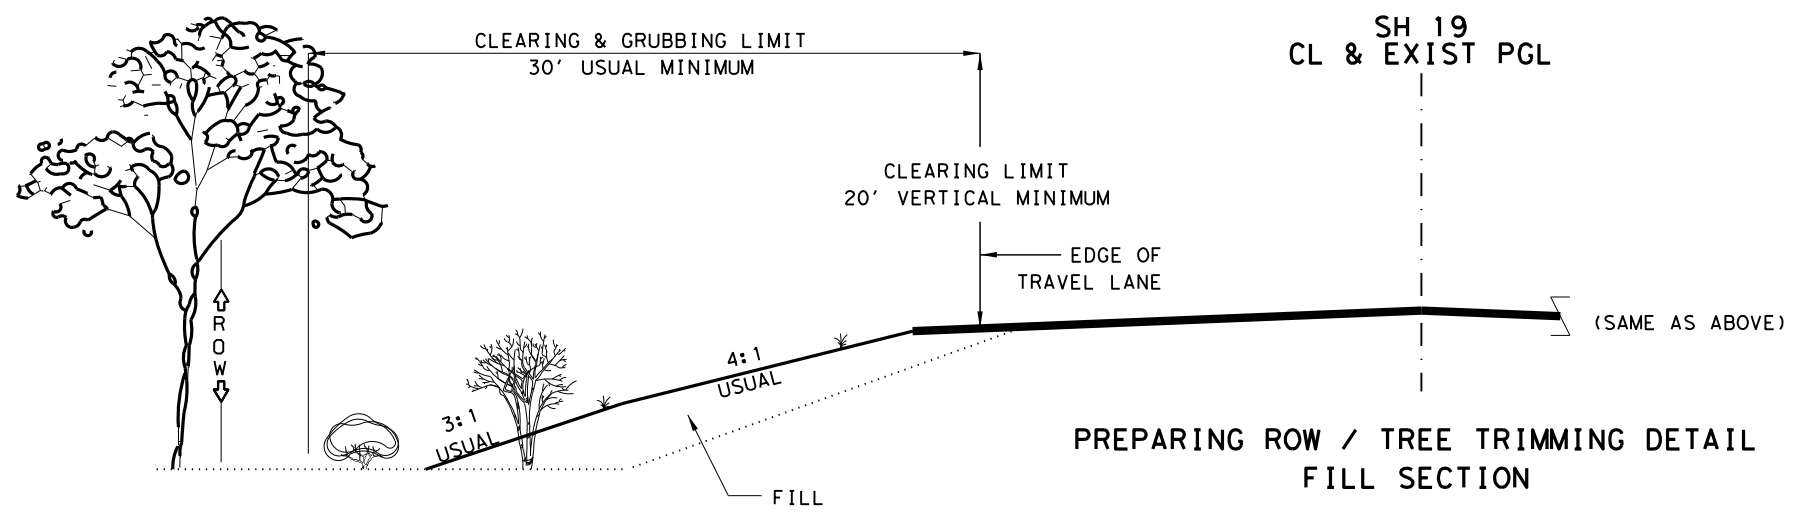 SH 19
CL & EXIST PGL
CLEARING & GRUBBING LIMIT
30' USUAL MINIMUM
CLEARING LIMIT
20' VERTICAL MINIMUM
EDGE OF
TRAVEL LANE
ROW
(SAME AS ABOVE)
4:1
USUAL
3:1
USUAL
FILL
PREPARING ROW / TREE TRIMMING DETAIL
FILL SECTION